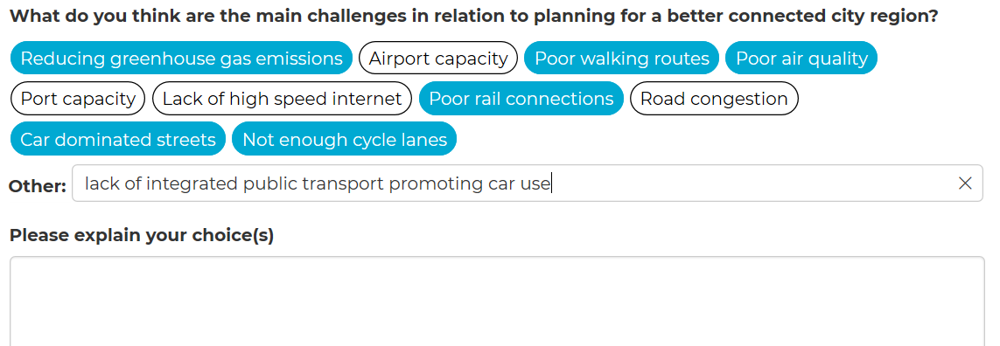 What do you think are the main challenges in relation to planning for a better connected city region?
Reducing greenhouse gas emissions Airport capacity Poor walking routes Poor air quality
Port capacity Lack of high speed internet Poor rail connections Road congestion
Car dominated streets Not enough cycle lanes
Other: lack of integrated public transport promoting car use
Please explain your choice(s)